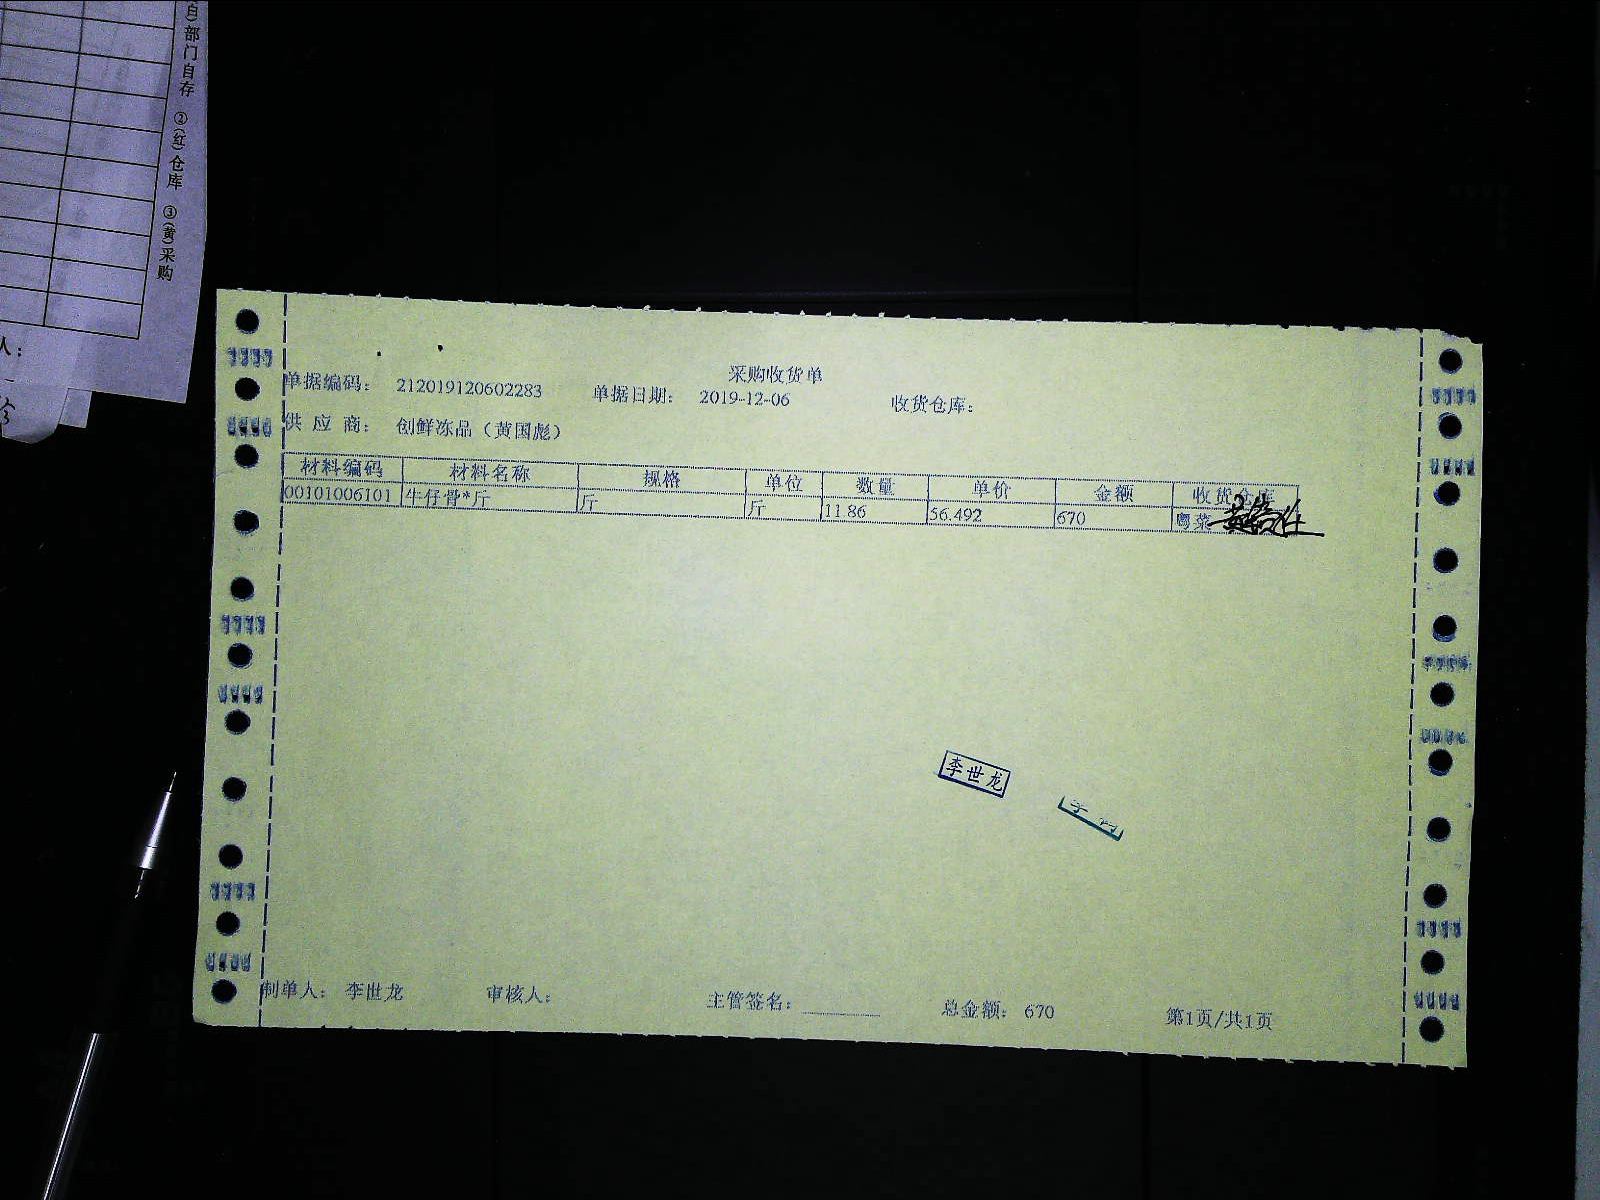 自)部门自存 ②(红)仓库 ③(黄)采购
人:
采购收货单
单据编码: 212019120602283 单据日期: 2019-12-06 收货仓库:
供 应 商: 创鲜冻品（黄国彪）
材料编码 材料名称 规格 单位 数量 单价 金额 收货仓库
00101006101 牛仔骨*斤 斤 斤 11.86 56.492 670 粤菜
李世龙
制单人: 李世龙 审核人: 主管签名: 总金额: 670 第1页/共1页